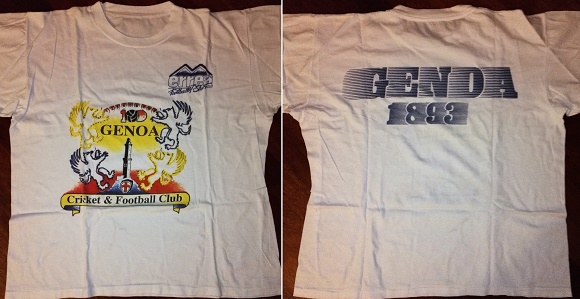 errea
100
GENOA
Cricket & Football Club
GENOA
1893